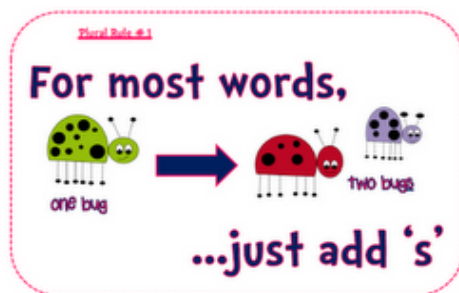 Plural Rule # 1
For most words,
one bug
two bugs
...just add ‘s’